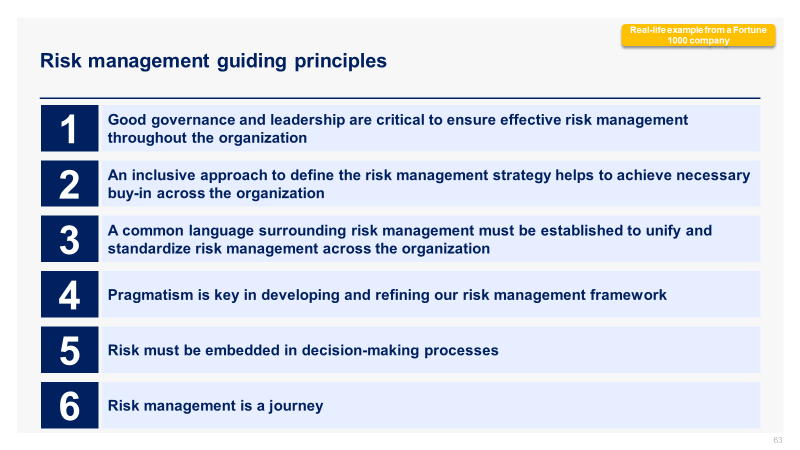 Real-life example from a Fortune
1000 company
Risk management guiding principles
1
Good governance and leadership are critical to ensure effective risk management
throughout the organization
2
An inclusive approach to define the risk management strategy helps to achieve necessary
buy-in across the organization
3
A common language surrounding risk management must be established to unify and
standardize risk management across the organization
4
Pragmatism is key in developing and refining our risk management framework
5
Risk must be embedded in decision-making processes
6
Risk management is a journey
63